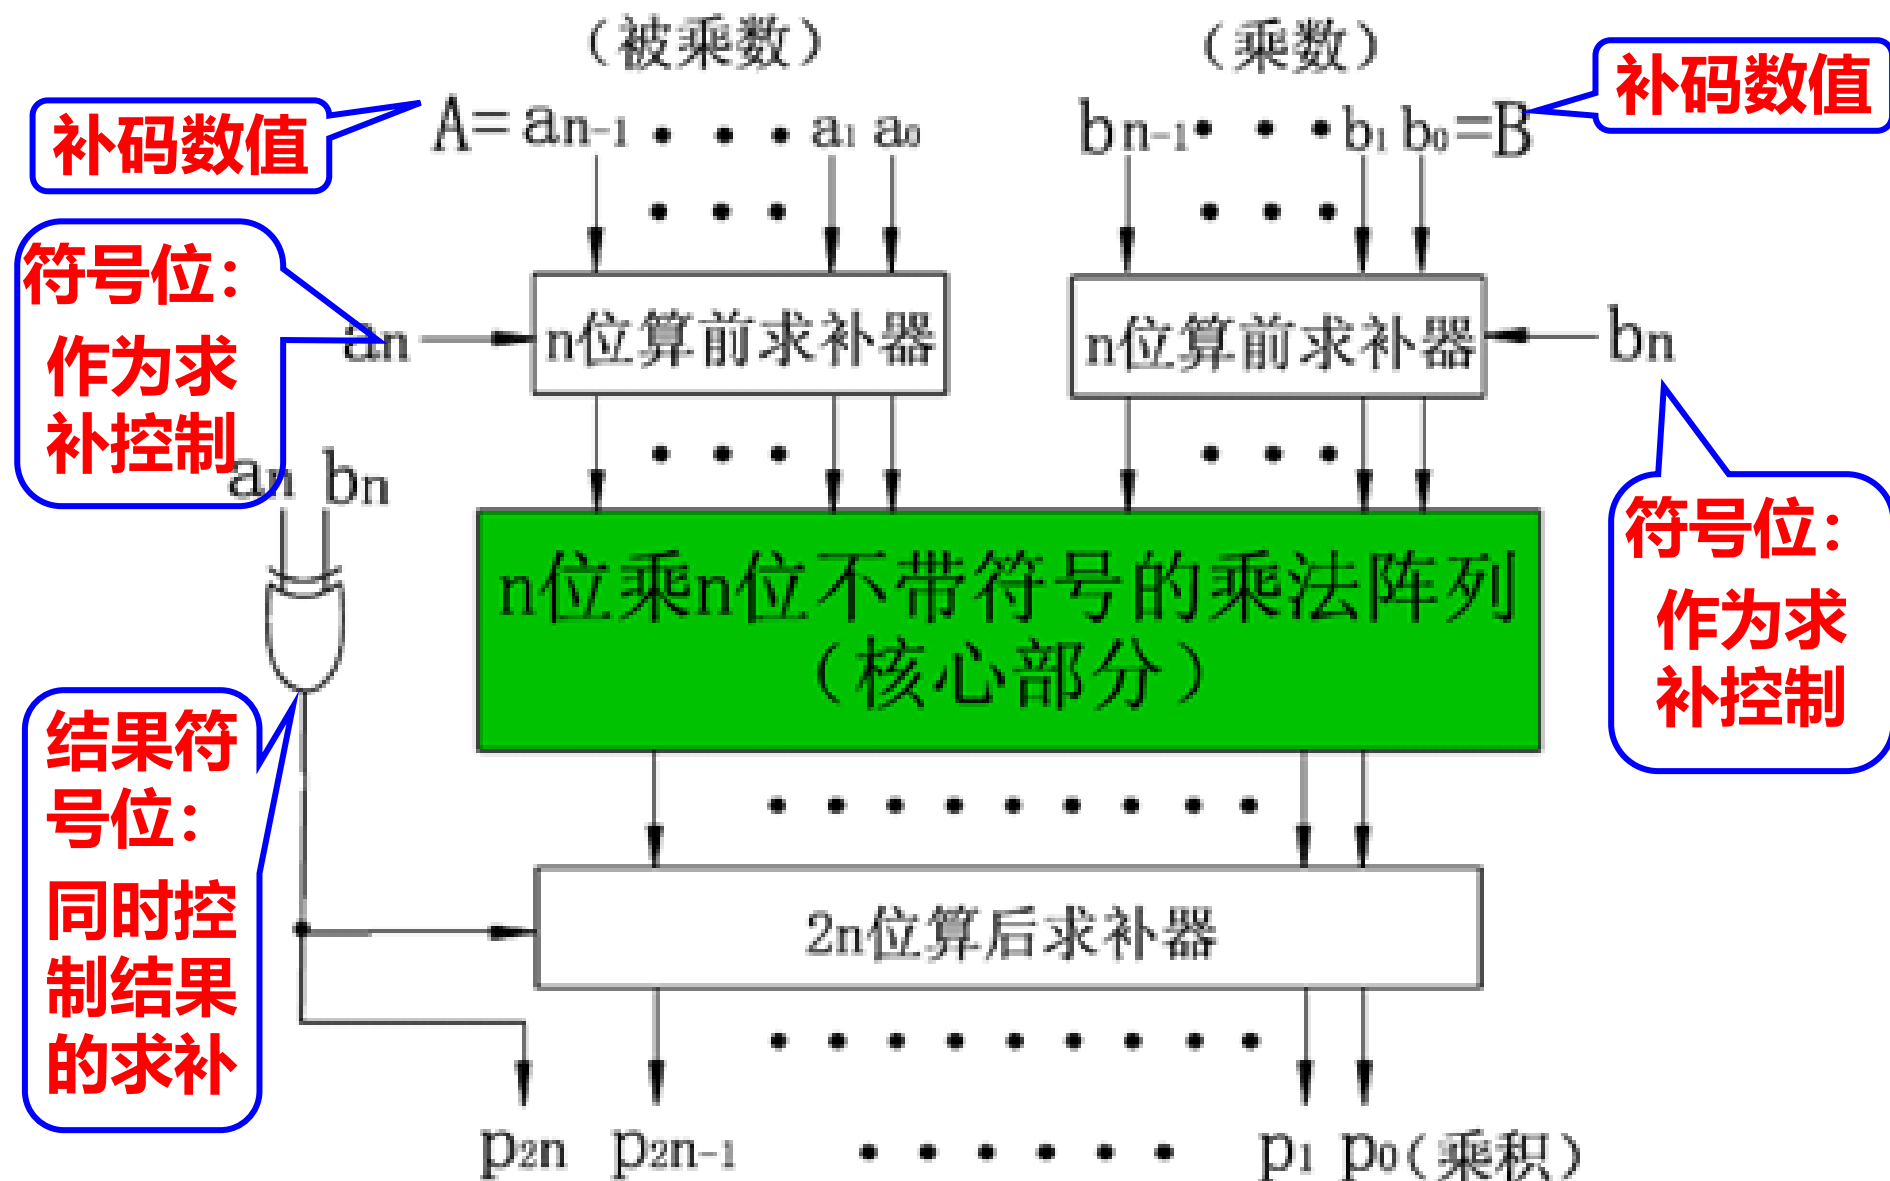 （被乘数）
（乘数）
补码数值
补码数值
A=an-1 • • • a1 a0
bn-1 • • • b1 b0=B
• • •
• • •
符号位：
作为求
补控制
an
n位算前求补器
n位算前求补器
bn
• • •
• • •
an bn
符号位：
作为求
补控制
n位乘n位不带符号的乘法阵列
（核心部分）
结果符
号位：
同时控
制结果
的求补
• • • • • • • • •
2n位算后求补器
• • • • • • • • •
p2n p2n-1 • • • • • • p1 p0（乘积）